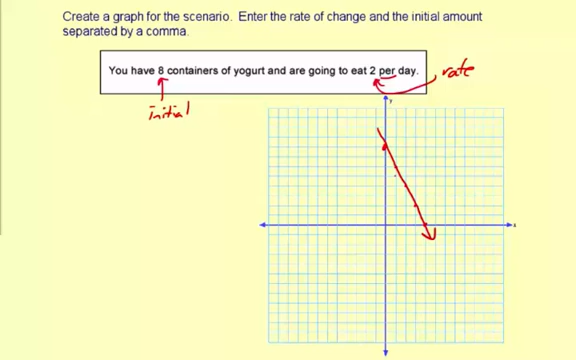 Create a graph for the scenario. Enter the rate of change and the initial amount
separated by a comma.
You have 8 containers of yogurt and are going to eat 2 per day.
rate
initial
y
x